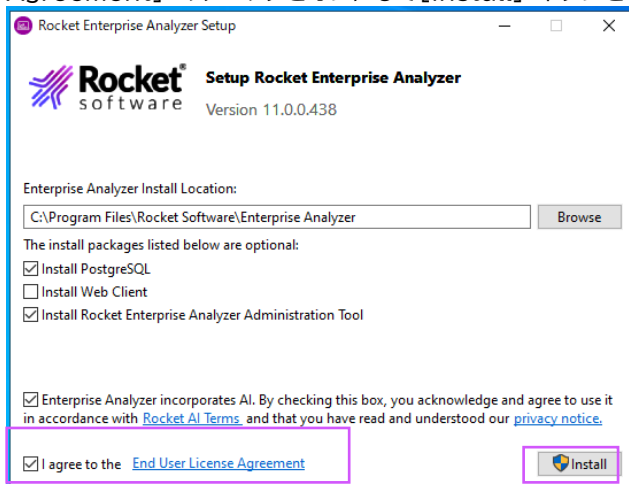 Rocket Enterprise Analyzer Setup
Rocket®
software
Setup Rocket Enterprise Analyzer
Version 11.0.0.438
Enterprise Analyzer Install Location:
C:\Program Files\Rocket Software\Enterprise Analyzer
Browse
The install packages listed below are optional:
Install PostgreSQL
Install Web Client
Install Rocket Enterprise Analyzer Administration Tool
Enterprise Analyzer incorporates AI. By checking this box, you acknowledge and agree to use it
in accordance with Rocket AI Terms and that you have read and understood our privacy notice.
I agree to the End User License Agreement
Install